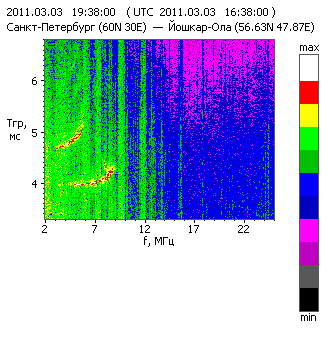 2011.03.03 19:38:00 (UTC 2011.03.03 16:38:00)
Санкт-Петербург (60N 30E) — Йошкар-Ола (56.63N 47.87E)
max
6
Tгр,
мс
5
4
2 7 12 17 22
f, МГц
min